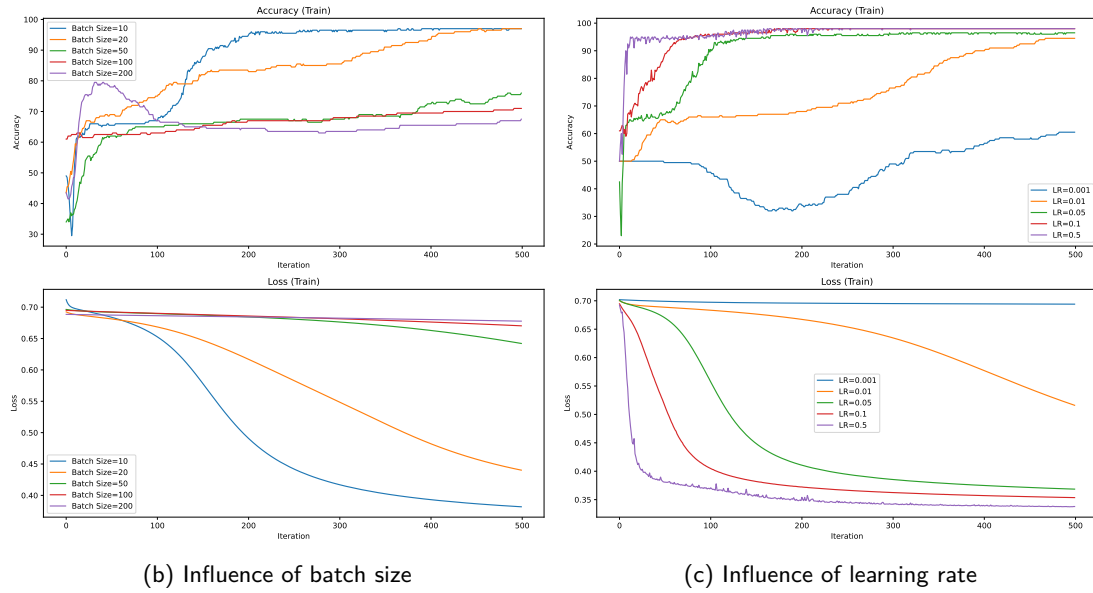 Accuracy (Train)
100
90
80
70
60
50
40
30
Accuracy
Batch Size=10
Batch Size=20
Batch Size=50
Batch Size=100
Batch Size=200
0
100
200
300
400
500
Iteration
Loss (Train)
0.70
0.65
0.60
0.55
0.50
0.45
0.40
Loss
Batch Size=10
Batch Size=20
Batch Size=50
Batch Size=100
Batch Size=200
0
100
200
300
400
500
Iteration
(b) Influence of batch size
Accuracy (Train)
100
90
80
70
60
50
40
30
20
Accuracy
LR=0.001
LR=0.01
LR=0.05
LR=0.1
LR=0.5
0
100
200
300
400
500
Iteration
Loss (Train)
0.70
0.65
0.60
0.55
0.50
0.45
0.40
0.35
Loss
LR=0.001
LR=0.01
LR=0.05
LR=0.1
LR=0.5
0
100
200
300
400
500
Iteration
(c) Influence of learning rate